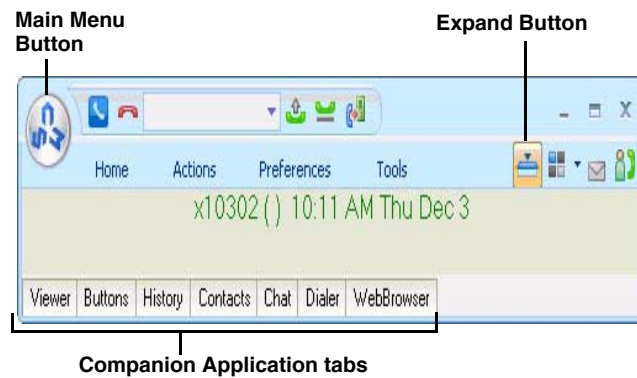 Main Menu
Button
Expand Button
Home Actions Preferences Tools
x10302 ( ) 10:11 AM Thu Dec 3
Viewer Buttons History Contacts Chat Dialer WebBrowser
Companion Application tabs